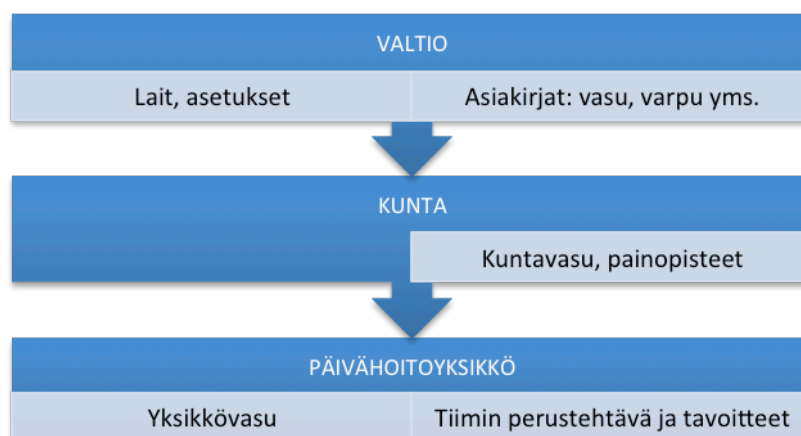 VALTIO
Lait, asetukset
Asiakirjat: vasu, varpu yms.
KUNTA
Kuntavasu, painopisteet
PÄIVÄHOITOYKSIKKÖ
Yksikkövasu
Tiimin perustehtävä ja tavoitteet